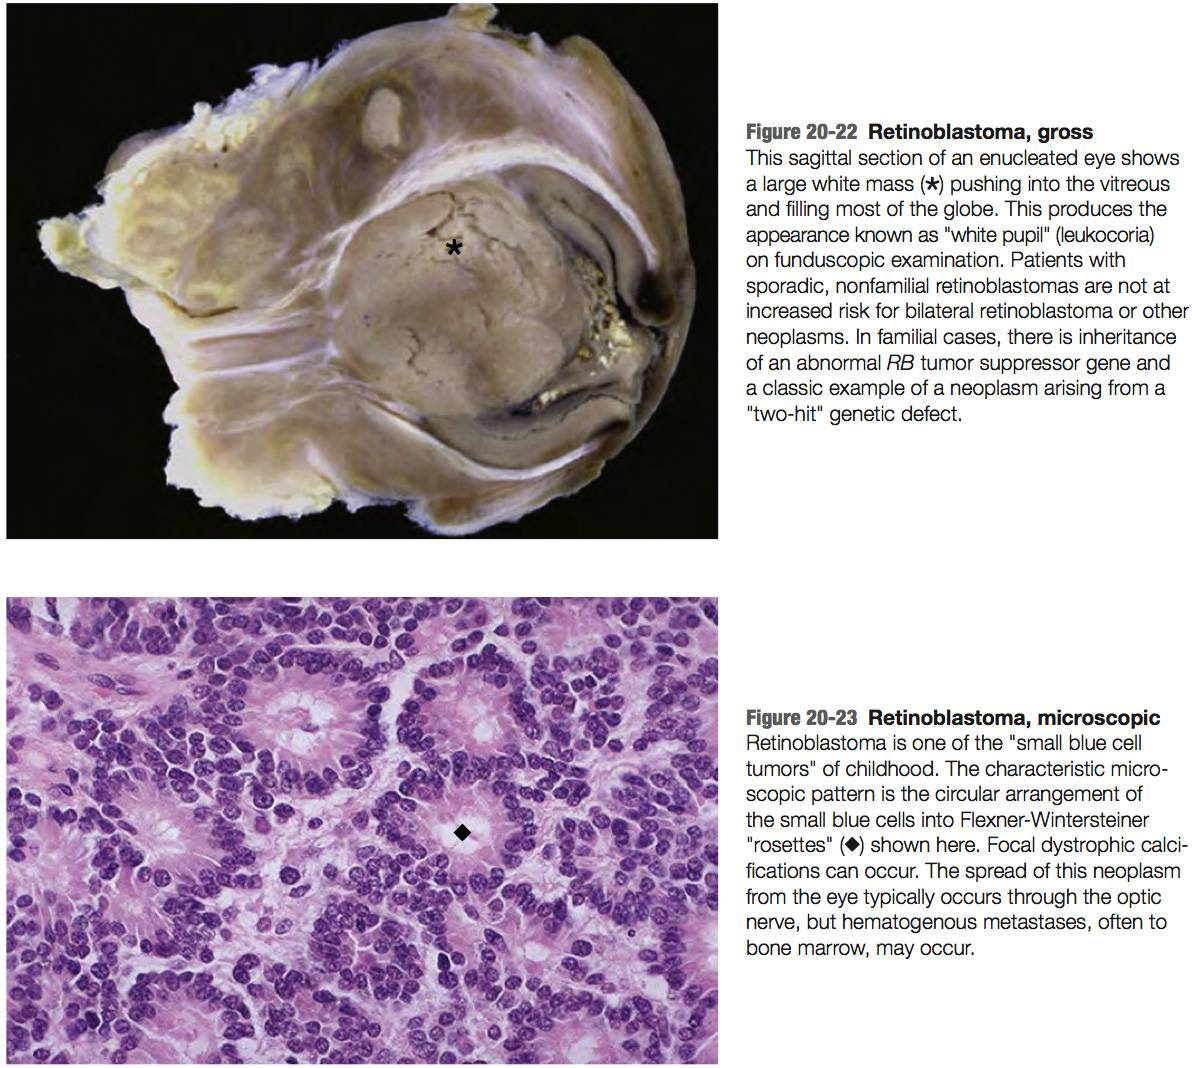 Figure 20-22 Retinoblastoma, gross
This sagittal section of an enucleated eye shows
a large white mass (*) pushing into the vitreous
and filling most of the globe. This produces the
appearance known as "white pupil" (leukocoria)
on funduscopic examination. Patients with
sporadic, nonfamilial retinoblastomas are not at
increased risk for bilateral retinoblastoma or other
neoplasms. In familial cases, there is inheritance
of an abnormal RB tumor suppressor gene and
a classic example of a neoplasm arising from a
"two-hit" genetic defect.
Figure 20-23 Retinoblastoma, microscopic
Retinoblastoma is one of the "small blue cell
tumors" of childhood. The characteristic micro-
scopic pattern is the circular arrangement of
the small blue cells into Flexner-Wintersteiner
"rosettes" (◆) shown here. Focal dystrophic calci-
fications can occur. The spread of this neoplasm
from the eye typically occurs through the optic
nerve, but hematogenous metastases, often to
bone marrow, may occur.